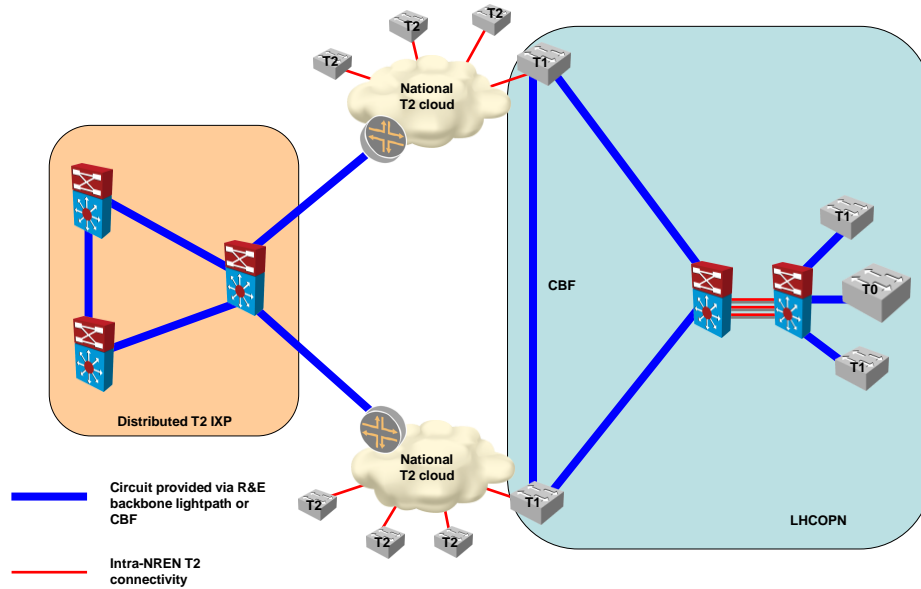 T2
T2
T2
T1
National
T2 cloud
T1
T0
CBF
T1
Distributed T2 IXP
National
T2 cloud
T2
T1
T2
T2
LHCOPN
Circuit provided via R&E
backbone lightpath or
CBF
Intra-NREN T2
connectivity